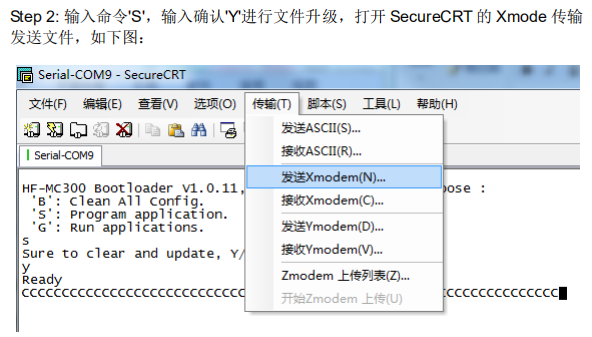 Step 2: 输入命令'S'，输入确认'Y'进行文件升级，打开 SecureCRT 的 Xmode 传输
发送文件，如下图：
Serial-COM9 - SecureCRT
文件(F) 编辑(E) 查看(V) 选项(O) 传输(T) 脚本(S) 工具(L) 帮助(H)
发送ASCII(S)...
接收ASCII(R)...
发送Xmodem(N)...
接收Xmodem(C)...
发送Ymodem(D)...
接收Ymodem(V)...
Zmodem 上传列表(Z)...
开始Zmodem 上传(U)
Serial-COM9
HF-MC300 Bootloader V1.0.11, ose :
'B': Clean All Config.
'S': Program application.
'G': Run applications.
s
Sure to clear and update, Y/
y
Ready
CCCCCCCCCCCCCCCCCCCCCCCCCCCC CCCCCCCCCCCCCC